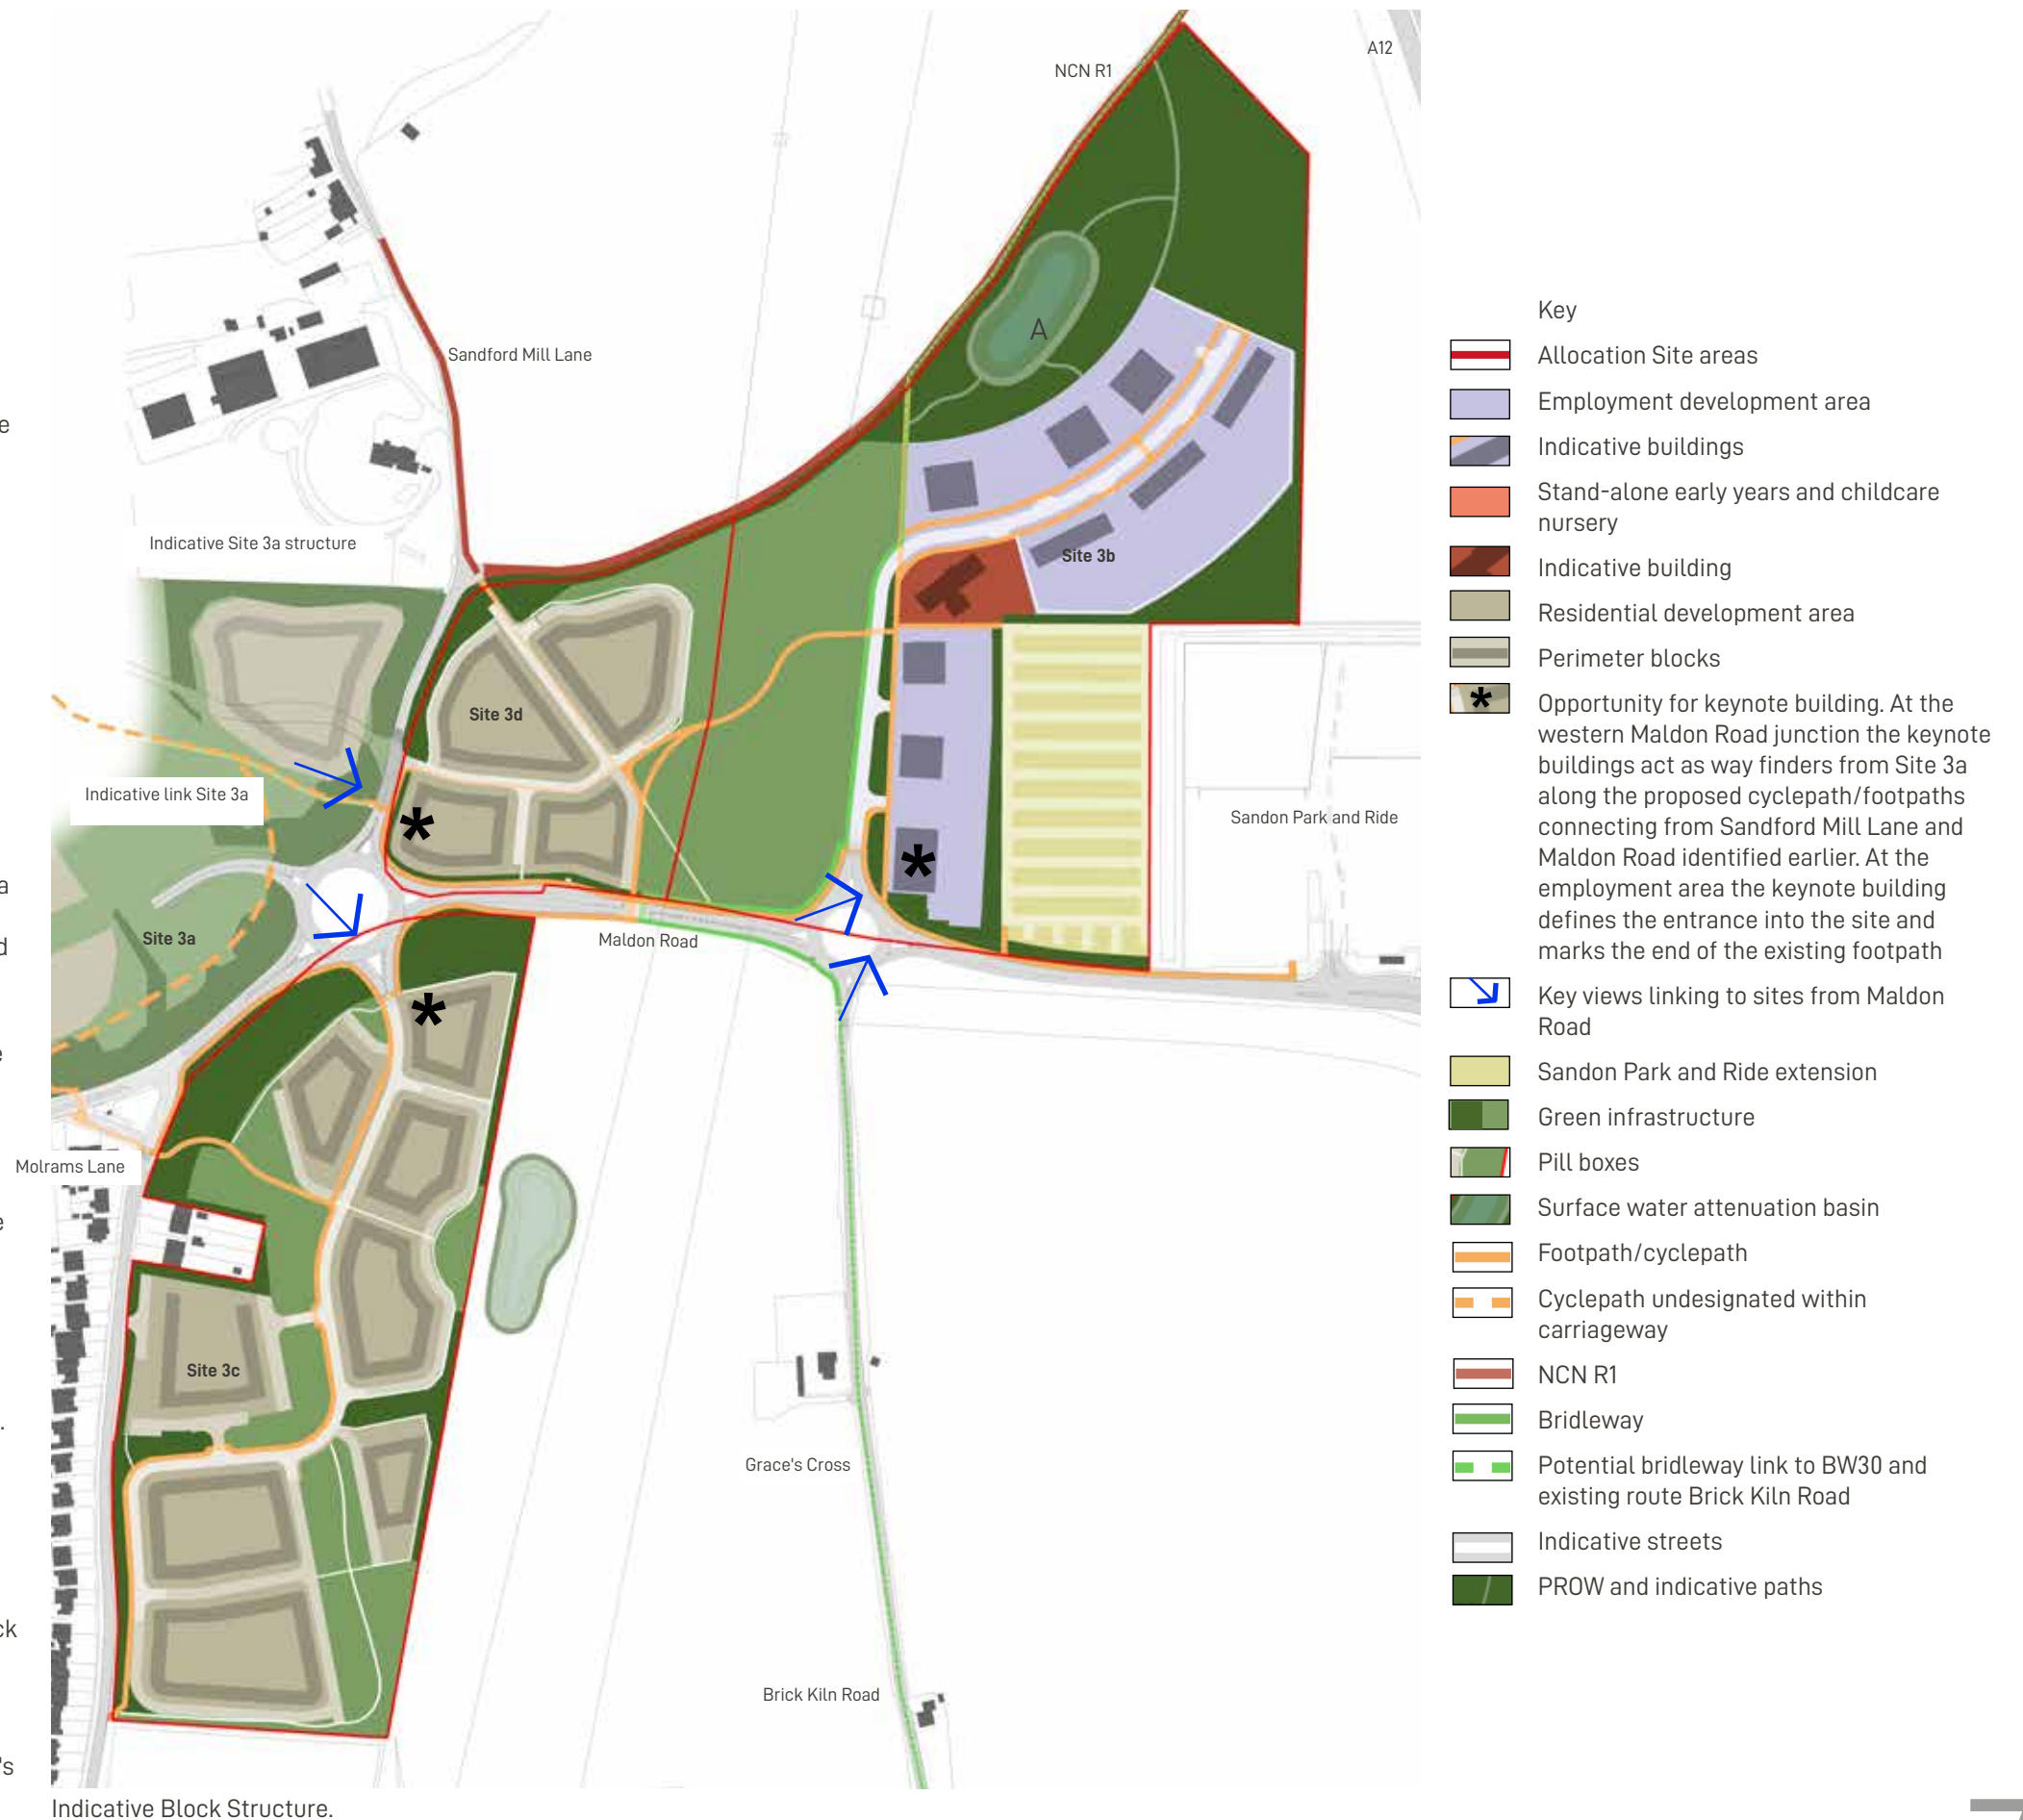 A12
NCN R1
Sandford Mill Lane
A
Indicative Site 3a structure
Site 3b
Site 3d
Indicative link Site 3a
Sandon Park and Ride
Site 3a
Maldon Road
Molrams Lane
Site 3c
Grace's Cross
Brick Kiln Road
e
a
d
e
e
.
ck
's
Key
Allocation Site areas
Employment development area
Indicative buildings
Stand-alone early years and childcare
nursery
Indicative building
Residential development area
Perimeter blocks
* Opportunity for keynote building. At the
western Maldon Road junction the keynote
buildings act as way finders from Site 3a
along the proposed cyclepath/footpaths
connecting from Sandford Mill Lane and
Maldon Road identified earlier. At the
employment area the keynote building
defines the entrance into the site and
marks the end of the existing footpath
Key views linking to sites from Maldon
Road
Sandon Park and Ride extension
Green infrastructure
Pill boxes
Surface water attenuation basin
Footpath/cyclepath
Cyclepath undesignated within
carriageway
NCN R1
Bridleway
Potential bridleway link to BW30 and
existing route Brick Kiln Road
Indicative streets
PROW and indicative paths
Indicative Block Structure.